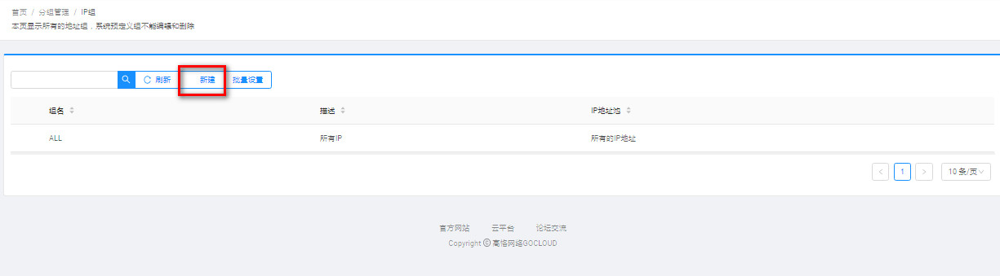 首页 / 分组管理 / IP组
本页显示所有的地址组，系统预定义组不能编辑和删除
刷新 新建 批量设置
组名 描述 IP地址池
ALL 所有IP 所有的IP地址
< 1 > 10 条/页
官方网站 云平台 论坛交流
Copyright © 高恪网络GOCLOUD